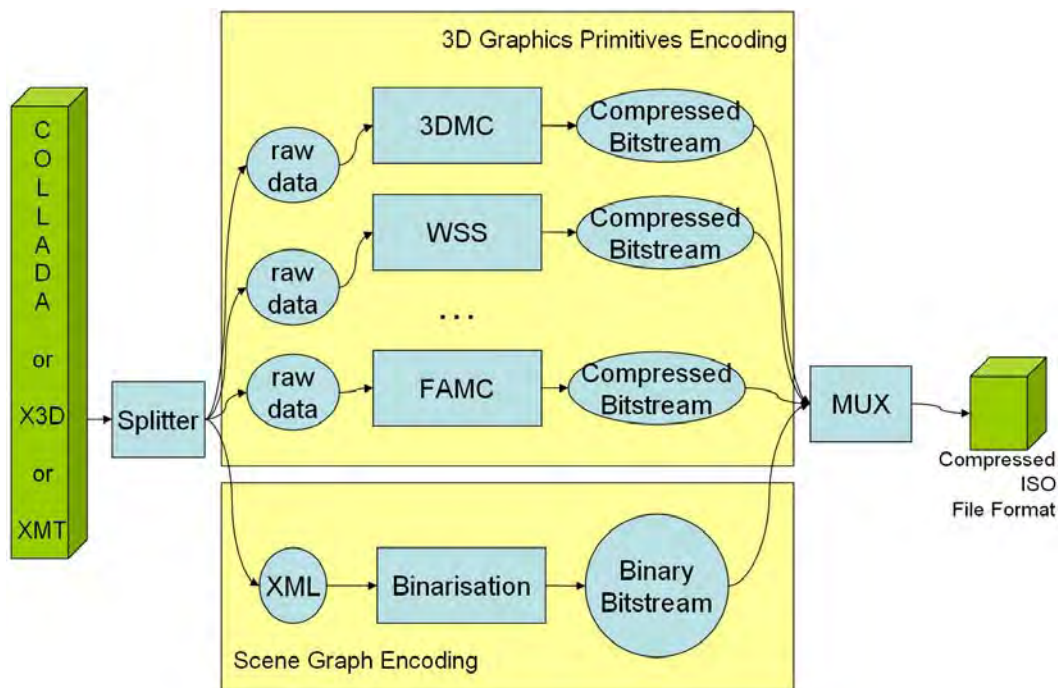 3D Graphics Primitives Encoding
C
O
L
L
A
D
A
or
X3D
or
XMT
Splitter
raw
data
3DMC
Compressed
Bitstream
raw
data
WSS
Compressed
Bitstream
...
raw
data
FAMC
Compressed
Bitstream
MUX
Compressed
ISO
File Format
XML
Binarisation
Binary
Bitstream
Scene Graph Encoding